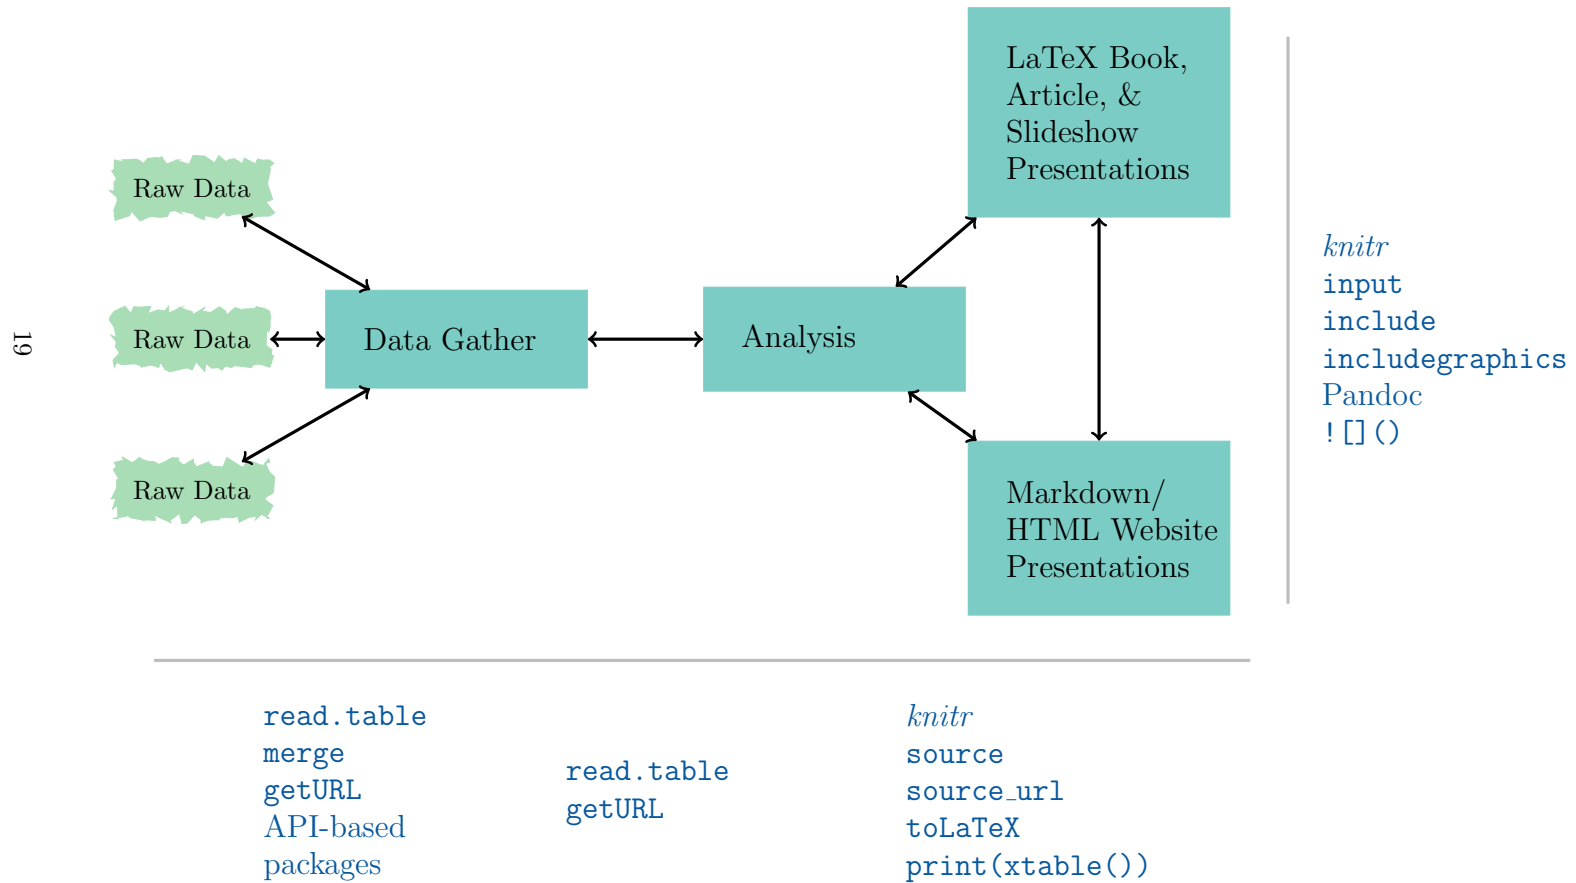 LaTeX Book,
Article, &
Slideshow
Presentations
Raw Data
Raw Data
Raw Data
Data Gather
Analysis
Markdown/
HTML Website
Presentations
knitr
input
include
includegraphics
Pandoc
![]()
read.table
merge
getURL
API-based
packages
read.table
getURL
knitr
source
source_url
toLaTeX
print(xtable())
19